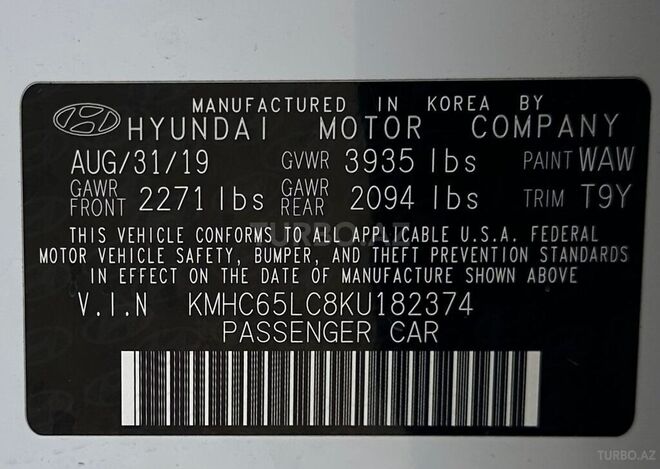 MANUFACTURED IN KOREA BY
HYUNDAI MOTOR COMPANY
AUG/31/19 GVWR 3935 lbs PAINT WAW
GAWR FRONT 2271 lbs GAWR REAR 2094 lbs TRIM T9Y
THIS VEHICLE CONFORMS TO ALL APPLICABLE U.S.A. FEDERAL
MOTOR VEHICLE SAFETY, BUMPER, AND THEFT PREVENTION STANDARDS
IN EFFECT ON THE DATE OF MANUFACTURE SHOWN ABOVE
V.I.N KMHC65LC8KU182374
PASSENGER CAR
TURBO.AZ
TURBO.AZ